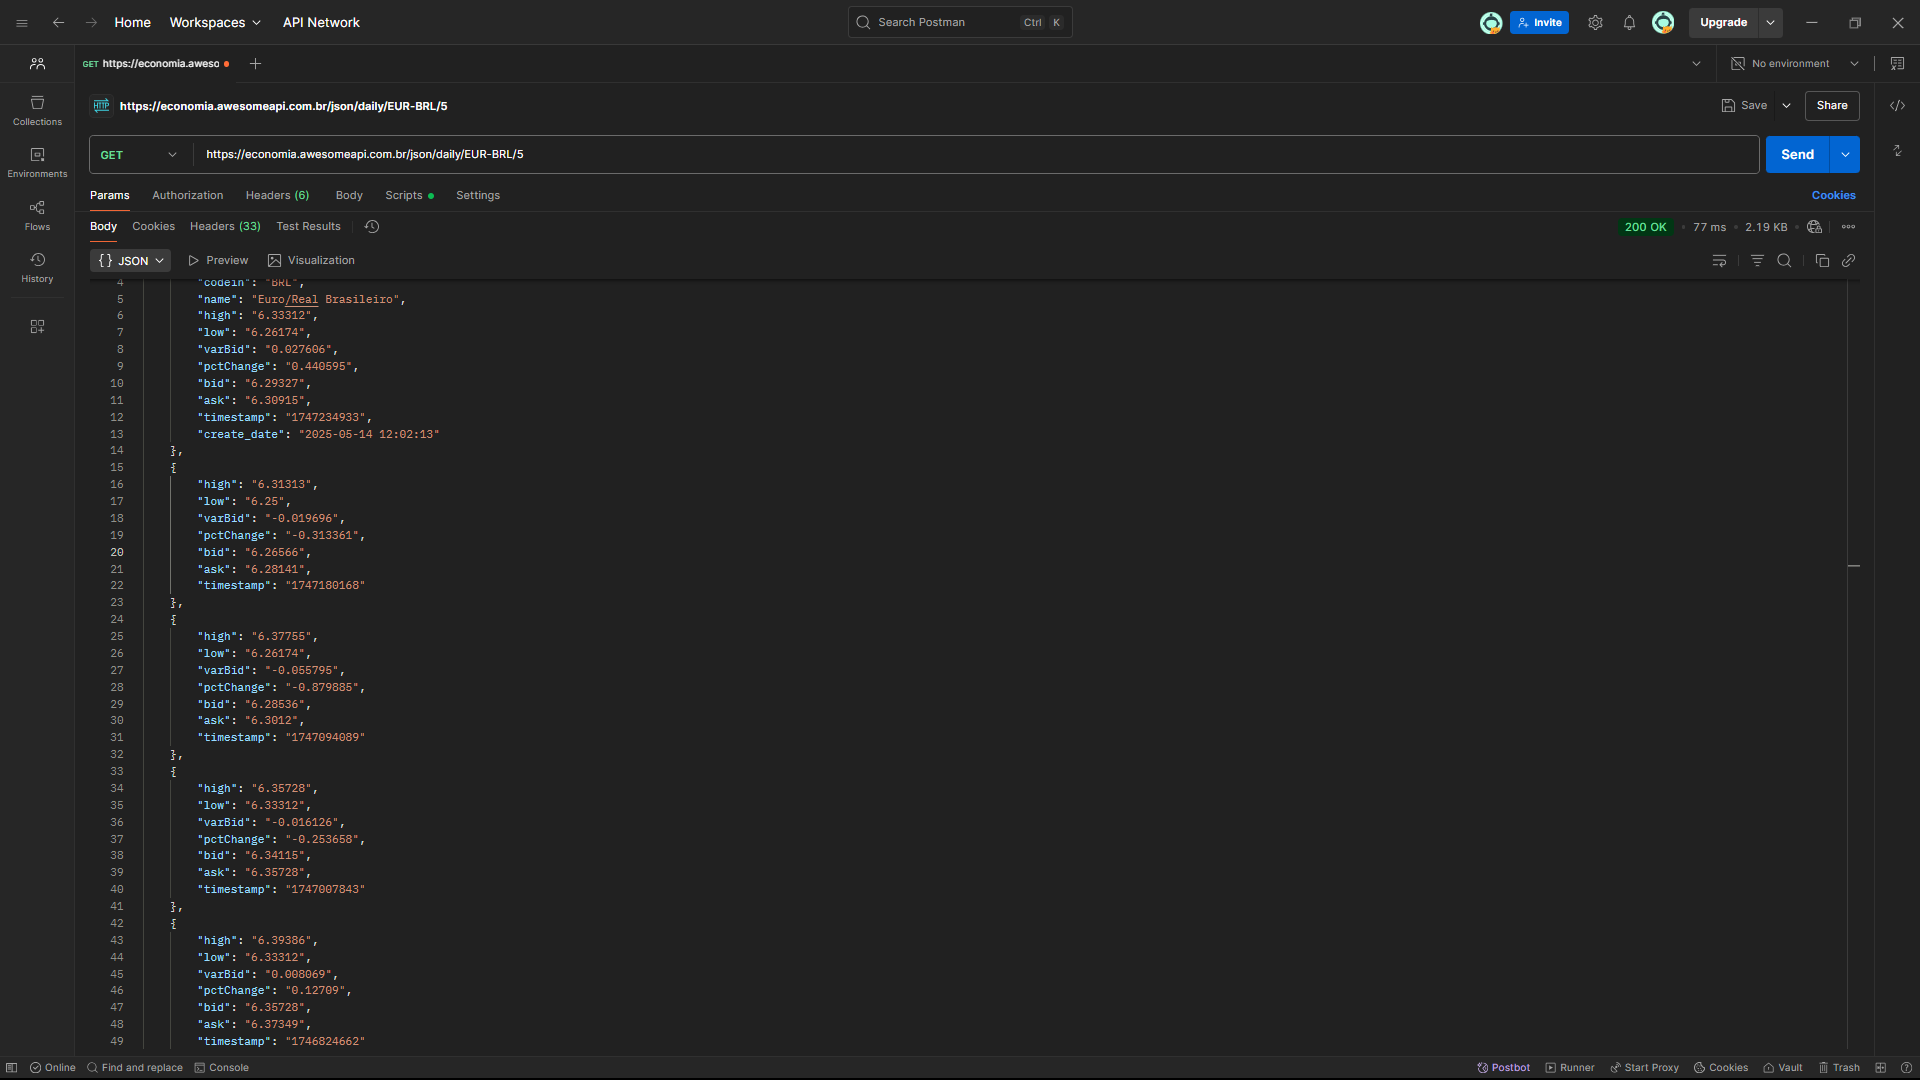 Home Workspaces API Network Search Postman Ctrl K Invite Upgrade
GET https://economia.aweso No environment
HTTP https://economia.awesomeapi.com.br/json/daily/EUR-BRL/5 Save Share
Collections
GET https://economia.awesomeapi.com.br/json/daily/EUR-BRL/5 Send
Environments
Params Authorization Headers (6) Body Scripts Settings Cookies
Flows
Body Cookies Headers (33) Test Results 200 OK 77 ms 2.19 KB
History
{} JSON Preview Visualization
4 "codein": "BRL",
5 "name": "Euro/Real Brasileiro",
6 "high": "6.33312",
7 "low": "6.26174",
8 "varBid": "0.027606",
9 "pctChange": "0.440595",
10 "bid": "6.29327",
11 "ask": "6.30915",
12 "timestamp": "1747234933",
13 "create_date": "2025-05-14 12:02:13"
14 },
15 {
16 "high": "6.31313",
17 "low": "6.25",
18 "varBid": "-0.019696",
19 "pctChange": "-0.313361",
20 "bid": "6.26566",
21 "ask": "6.28141",
22 "timestamp": "1747180168"
23 },
24 {
25 "high": "6.37755",
26 "low": "6.26174",
27 "varBid": "-0.055795",
28 "pctChange": "-0.879885",
29 "bid": "6.28536",
30 "ask": "6.3012",
31 "timestamp": "1747094089"
32 },
33 {
34 "high": "6.35728",
35 "low": "6.33312",
36 "varBid": "-0.016126",
37 "pctChange": "-0.253658",
38 "bid": "6.34115",
39 "ask": "6.35728",
40 "timestamp": "1747007843"
41 },
42 {
43 "high": "6.39386",
44 "low": "6.33312",
45 "varBid": "0.008069",
46 "pctChange": "0.12709",
47 "bid": "6.35728",
48 "ask": "6.37349",
49 "timestamp": "1746824662"
Online Find and replace Console Postbot Runner Start Proxy Cookies Vault Trash